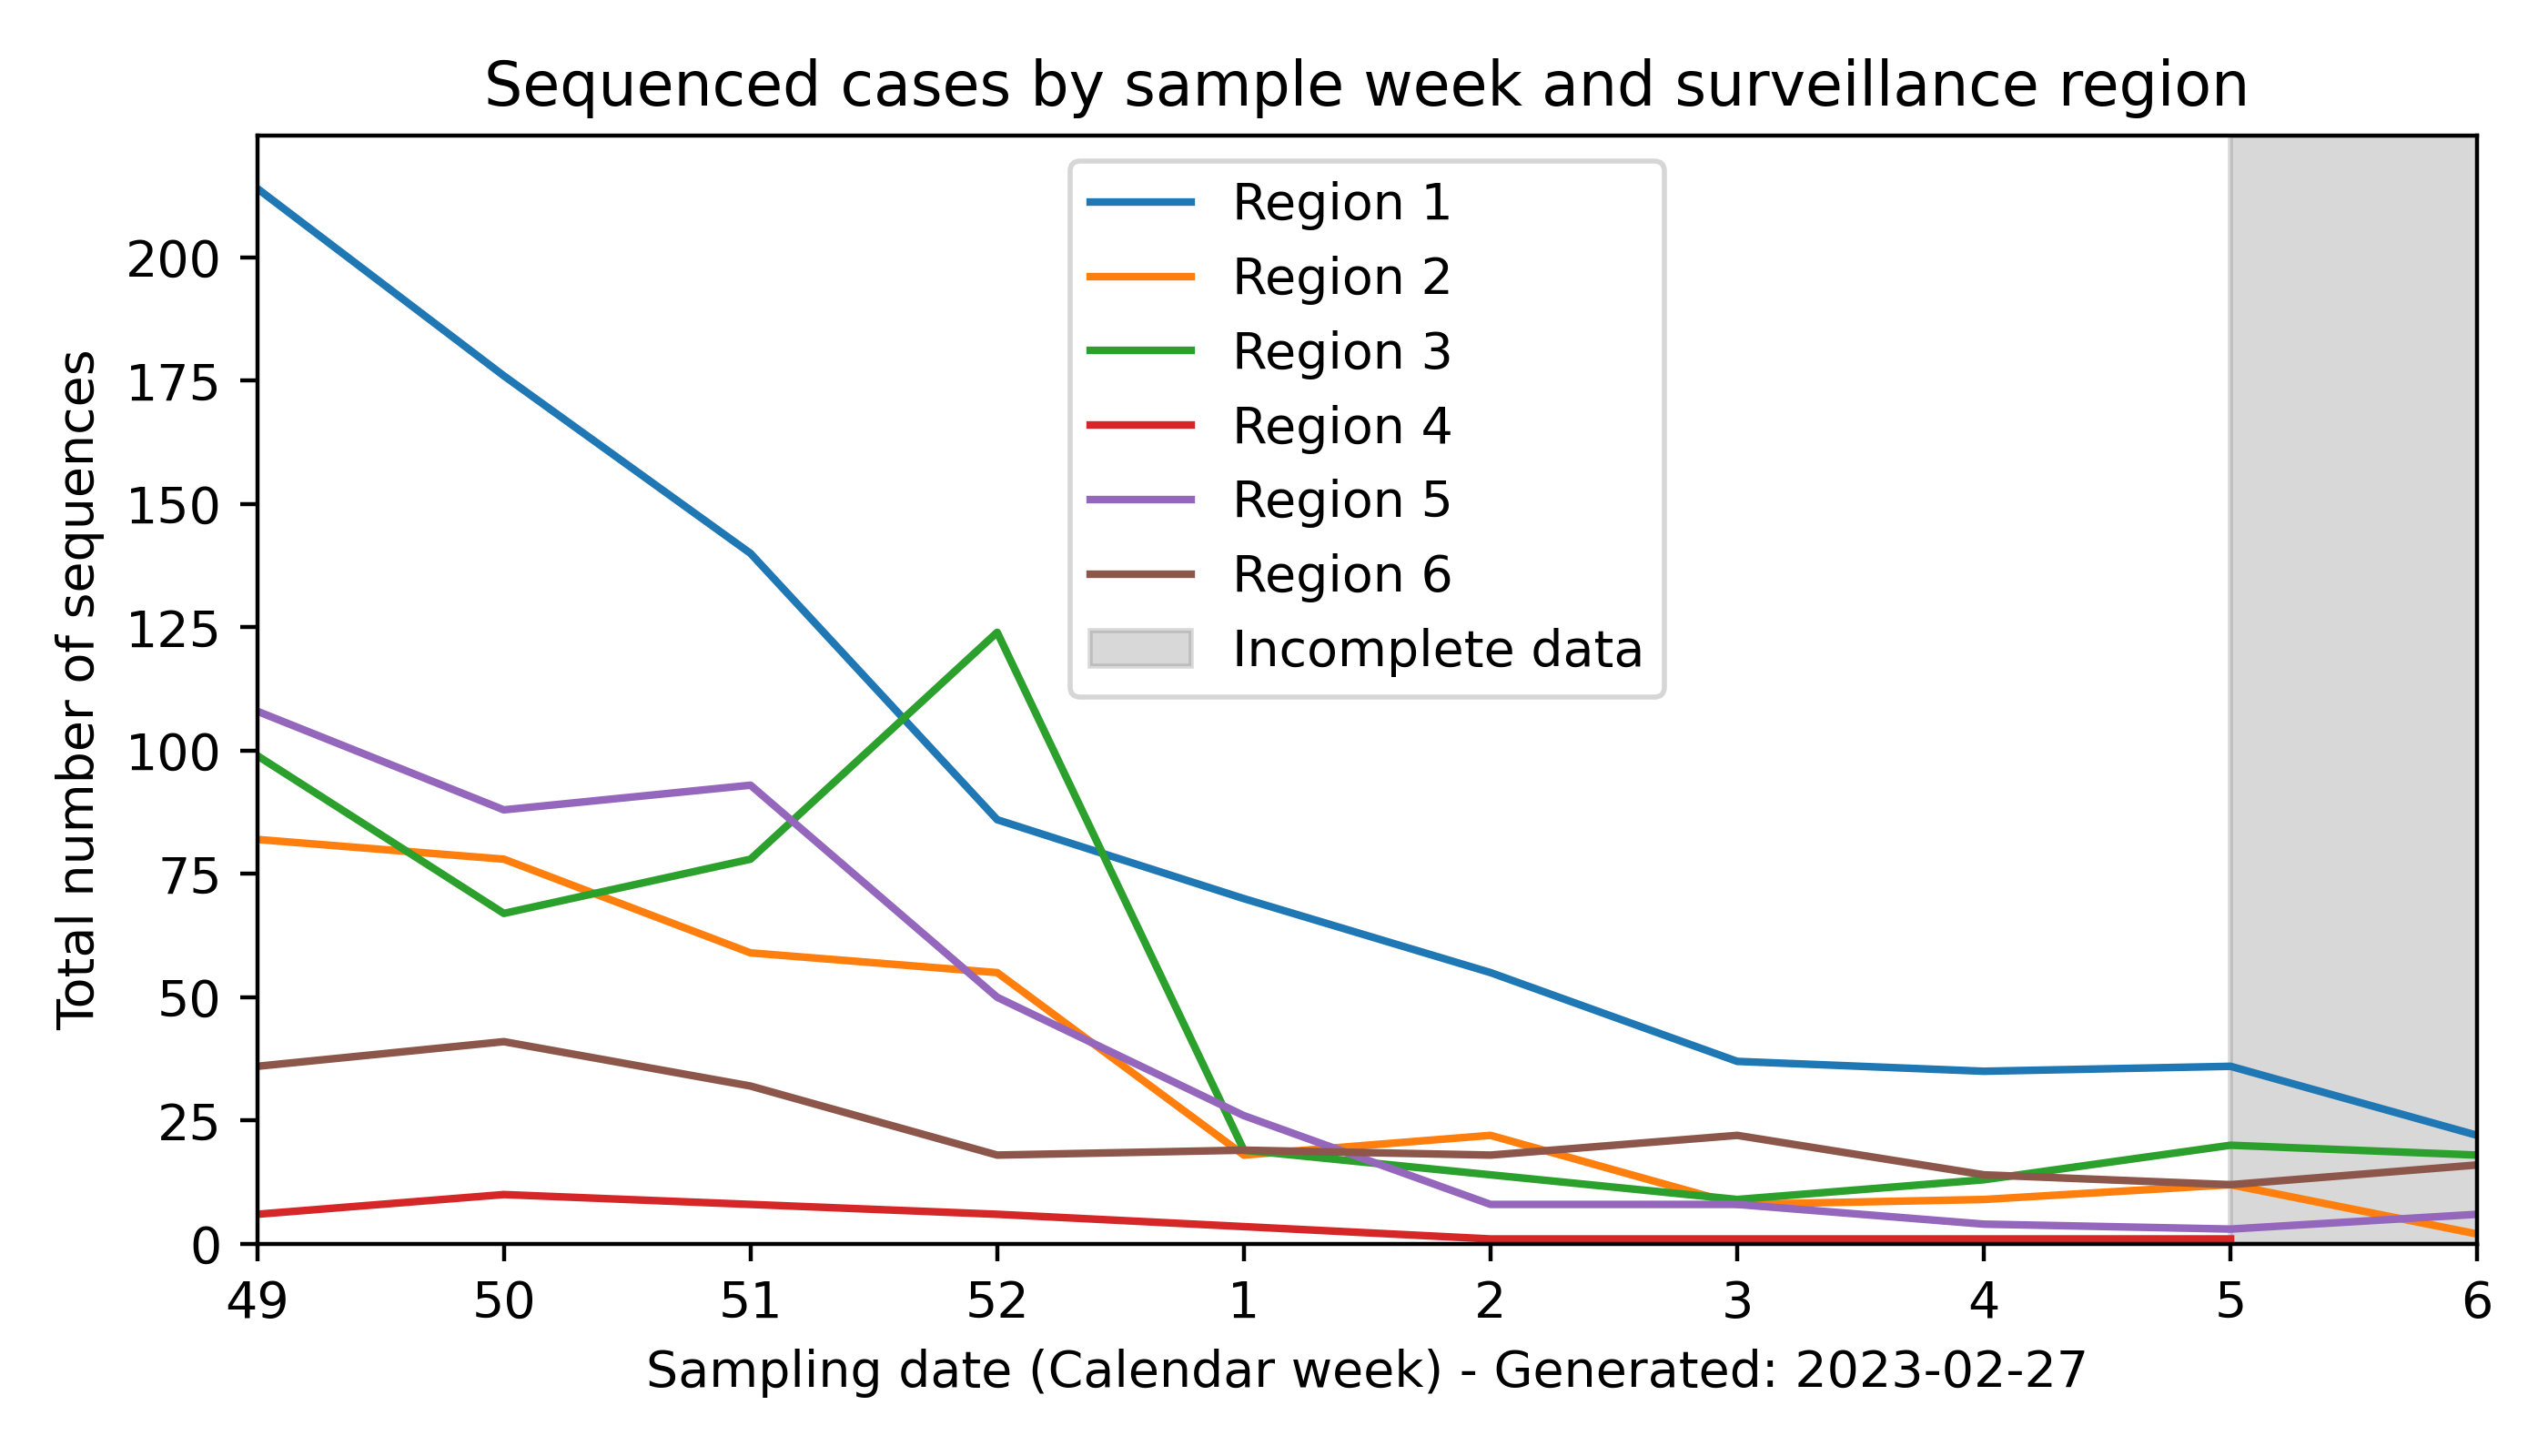 Sequenced cases by sample week and surveillance region
Region 1
Region 2
Region 3
Region 4
Region 5
Region 6
Incomplete data
Total number of sequences
200
175
150
125
100
75
50
25
0
49 50 51 52 1 2 3 4 5 6
Sampling date (Calendar week) - Generated: 2023-02-27